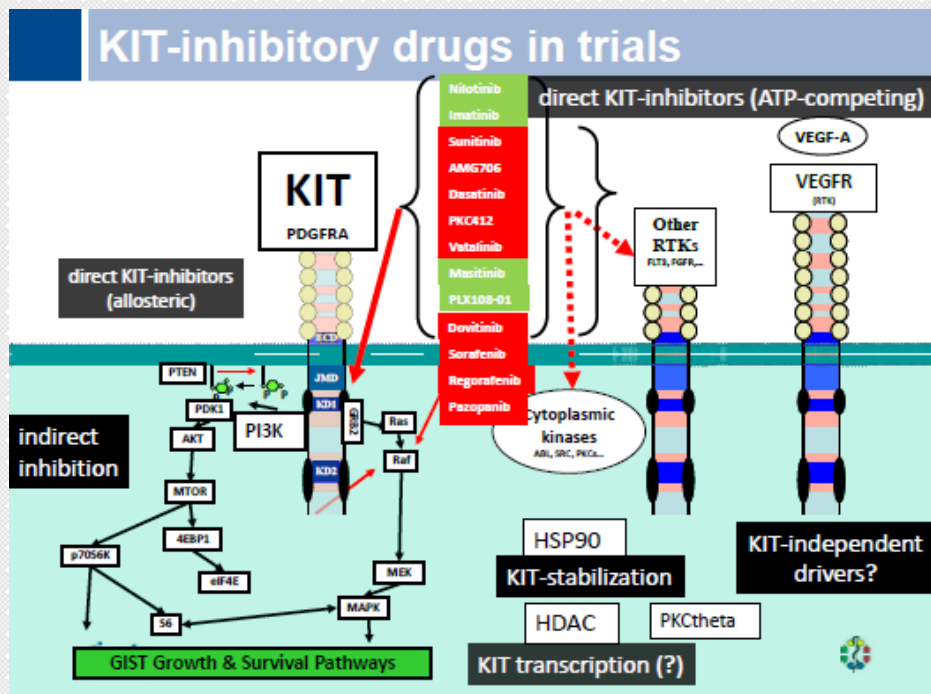 KIT-inhibitory drugs in trials
Nilotinib
Imatinib
Sunitinib
AMG706
Dasatinib
PKC412
Vatalinib
Masitinib
PLX108-01
Dovitinib
Sorafenib
Regorafenib
Pazopanib
direct KIT-inhibitors (ATP-competing)
VEGF-A
VEGFR
(RTK)
KIT
PDGFRA
Other
RTKs
FLT3, FGFR,...
direct KIT-inhibitors
(allosteric)
JMD
KD1
KD2
PTEN
P
P
P
PDK1
PI3K
GRB2
Ras
Raf
AKT
MTOR
p70S6K
4EBP1
eIF4E
S6
MEK
MAPK
indirect
inhibition
Cytoplasmic
kinases
ABL, SRC, PKCs...
HSP90
KIT-stabilization
HDAC
PKCtheta
KIT transcription (?)
KIT-independent
drivers?
GIST Growth & Survival Pathways